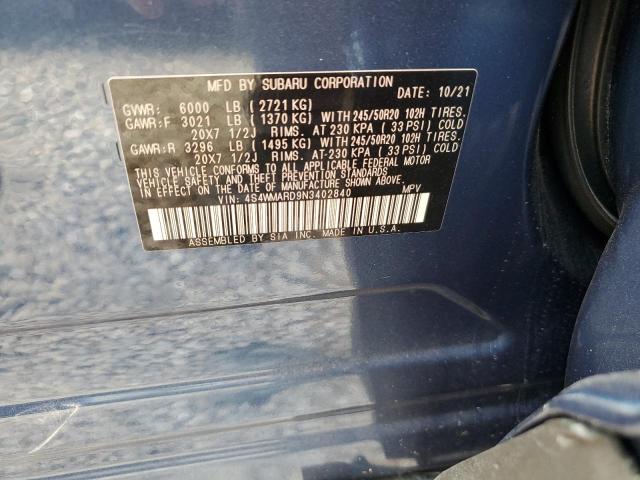 MFD BY SUBARU CORPORATION
DATE: 10/21
GVWR: 6000 LB ( 2721 KG)
GAWR:F 3021 LB ( 1370 KG) WITH 245/50R20 102H TIRES.
20X7 1/2J RIMS. AT 230 KPA ( 33 PSI) COLD
GAWR:R 3296 LB ( 1495 KG) WITH 245/50R20 102H TIRES.
20X7 1/2J RIMS. AT 230 KPA ( 33 PSI) COLD
THIS VEHICLE CONFORMS TO ALL APPLICABLE FEDERAL MOTOR
VEHICLE SAFETY AND THEFT PREVENTION STANDARDS
IN EFFECT ON THE DATE OF MANUFACTURE SHOWN ABOVE.
VIN: 4S4WMARD9N3402840 MPV
ASSEMBLED BY SIA INC. MADE IN U.S.A.